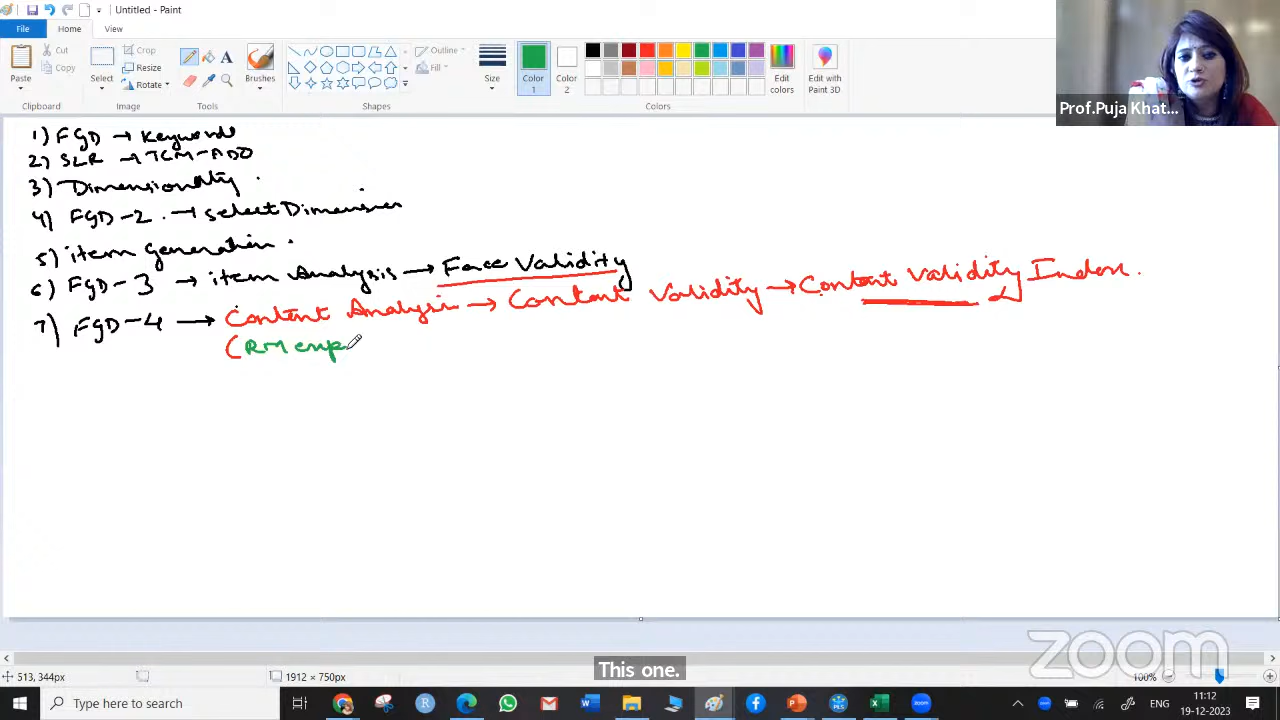 Untitled - Paint
File
Home
View
Paste
Cut
Copy
Clipboard
Select
Crop
Resize
Rotate
Image
Tools
Brushes
Shapes
Outline
Fill
Size
Color 1
Color 2
Colors
Edit colors
Edit with Paint 3D
Prof.Puja Khat...
1) FGD → Keywords
2) SLR → TCM-ADO
3) Dimensionality .
4) FGD-2 . → Select Dimension
5) item Generation .
6) FGD-3 → item Analysis → Face Validity
7) FGD-4 → Content Analysis → Content Validity → Content Validity Index .
(RM emp
zoom
This one.
513, 344px
1912 × 750px
100%
Type here to search
ENG
11:12
19-12-2023